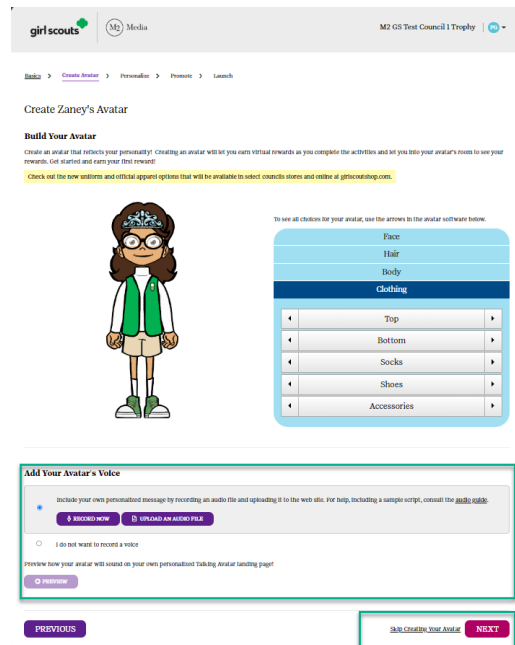 girl scouts
M2 Media
M2 GS Test Council 1 Trophy
PD
Basics > Create Avatar > Personalize > Promote > Launch
Create Zaney's Avatar
Build Your Avatar
Create an avatar that reflects your personality! Creating an avatar will let you earn virtual rewards as you complete the activities and let you into your avatar's room to see your
rewards. Get started and earn your first reward!
Check out the new uniform and official apparel options that will be available in select councils stores and online at girlscoutshop.com.
To see all choices for your avatar, use the arrows in the avatar software below.
Face
Hair
Body
Clothing
Top
Bottom
Socks
Shoes
Accessories
Add Your Avatar's Voice
Include your own personalized message by recording an audio file and uploading it to the web site. For help, including a sample script, consult the audio guide.
RECORD NOW
UPLOAD AN AUDIO FILE
I do not want to record a voice
Preview how your avatar will sound on your own personalized Talking Avatar landing page!
PREVIEW
PREVIOUS
Skip Creating Your Avatar
NEXT